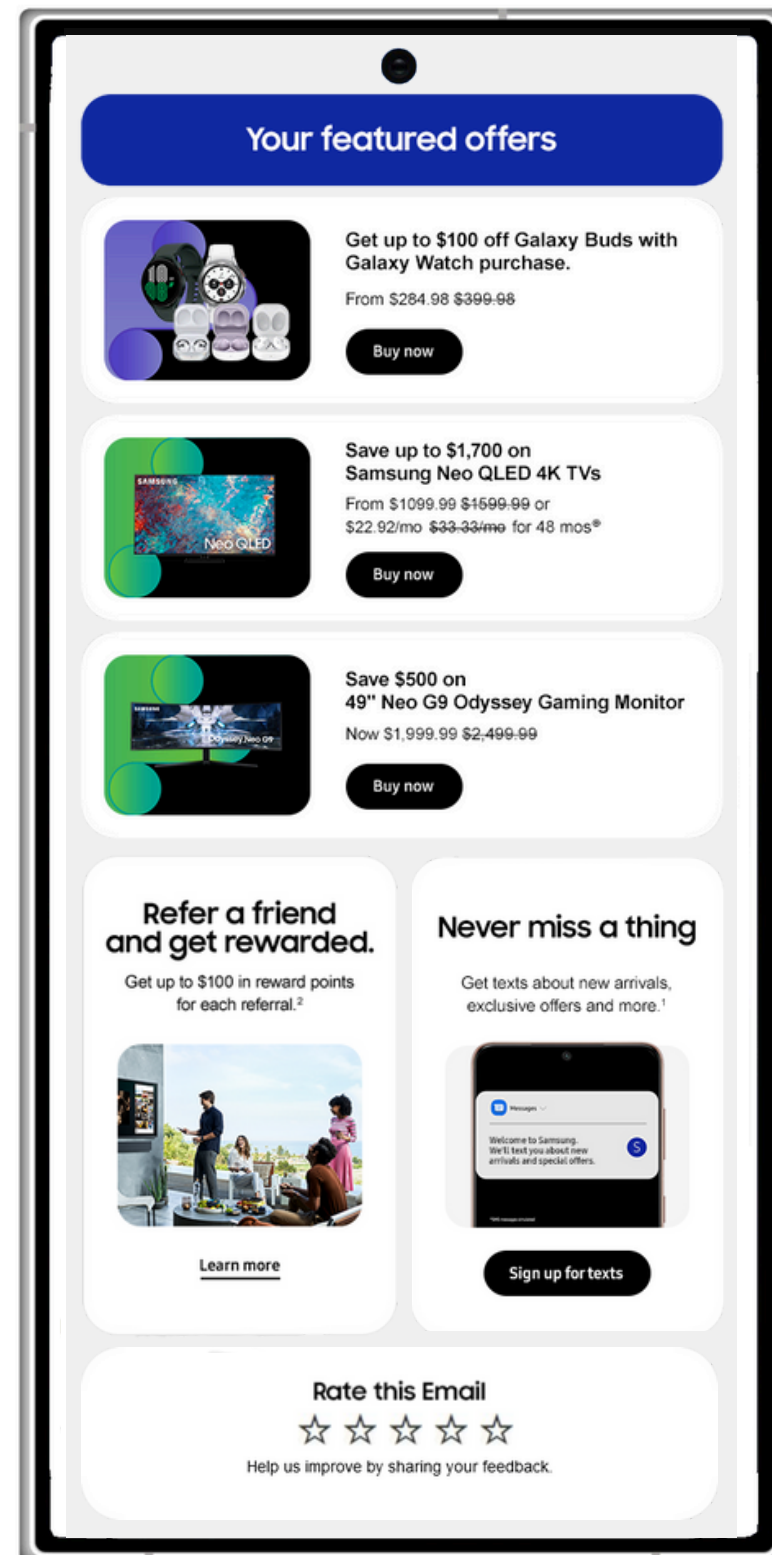 Your featured offers
10
09
Get up to $100 off Galaxy Buds with
Galaxy Watch purchase.
From $284.98 $399.98
Buy now
SAMSUNG
Neo QLED
Save up to $1,700 on
Samsung Neo QLED 4K TVs
From $1099.99 $1599.99 or
$22.92/mo $33.33/mo for 48 mos®
Buy now
SAMSUNG
Odyssey Neo G9
Save $500 on
49" Neo G9 Odyssey Gaming Monitor
Now $1,999.99 $2,499.99
Buy now
Refer a friend
and get rewarded.
Get up to $100 in reward points
for each referral.²
Learn more
Never miss a thing
Get texts about new arrivals,
exclusive offers and more.¹
Messages
Welcome to Samsung.
We'll text you about new
arrivals and special offers.
S
*SMS messages simulated
Sign up for texts
Rate this Email
Help us improve by sharing your feedback.